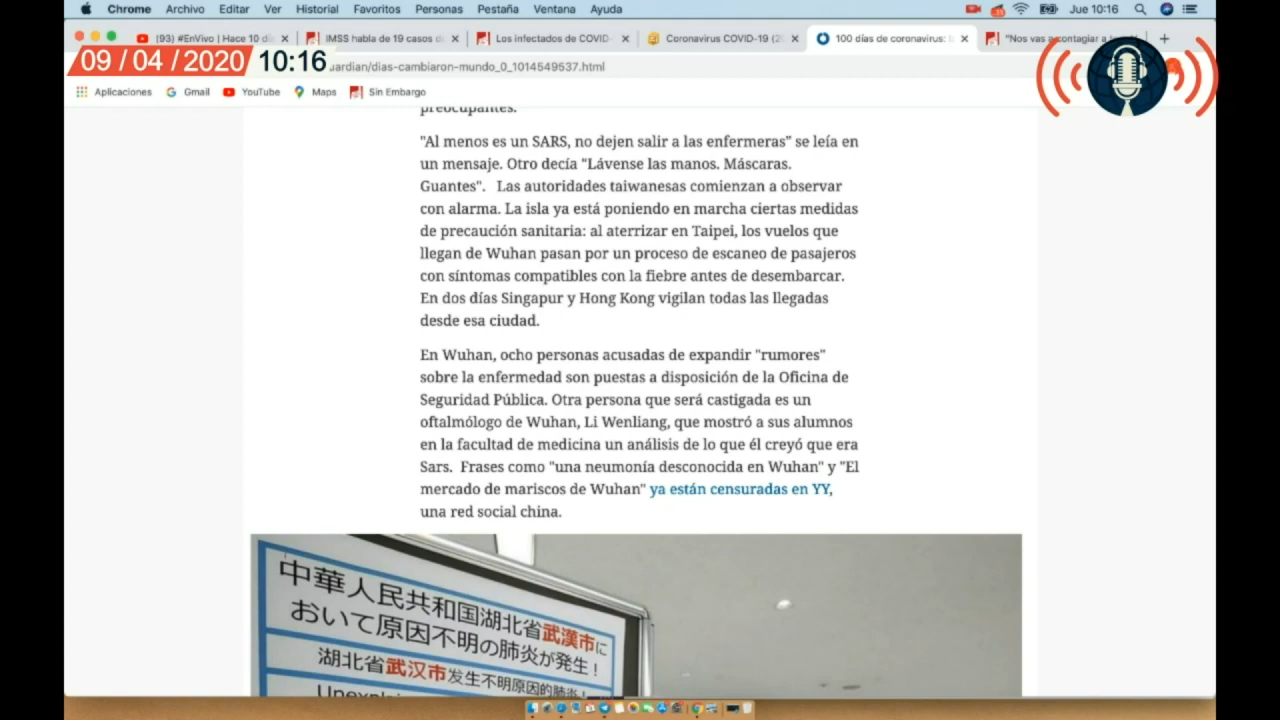 Chrome Archivo Editar Ver Historial Favoritos Personas Pestaña Ventana Ayuda Jue 10:16
(93) #EnVivo | Hace 10 IMSS habla de 19 casos Los infectados de COVID- Coronavirus COVID-19 100 días de coronavirus: "Nos vas a contagiar a
09 / 04 / 2020 10:16 uardian/dias-cambiaron-mundo_0_1014549537.html
Aplicaciones Gmail YouTube Maps Sin Embargo
preocupantes.
"Al menos es un SARS, no dejen salir a las enfermeras" se leía en
un mensaje. Otro decía "Lávense las manos. Máscaras.
Guantes". Las autoridades taiwanesas comienzan a observar
con alarma. La isla ya está poniendo en marcha ciertas medidas
de precaución sanitaria: al aterrizar en Taipei, los vuelos que
llegan de Wuhan pasan por un proceso de escaneo de pasajeros
con síntomas compatibles con la fiebre antes de desembarcar.
En dos días Singapur y Hong Kong vigilan todas las llegadas
desde esa ciudad.
En Wuhan, ocho personas acusadas de expandir "rumores"
sobre la enfermedad son puestas a disposición de la Oficina de
Seguridad Pública. Otra persona que será castigada es un
oftalmólogo de Wuhan, Li Wenliang, que mostró a sus alumnos
en la facultad de medicina un análisis de lo que él creyó que era
Sars. Frases como "una neumonía desconocida en Wuhan" y "El
mercado de mariscos de Wuhan" ya están censuradas en YY,
una red social china.
中華人民共和国湖北省武漢市に
おいて原因不明の肺炎が発生！
湖北省武汉市发生不明原因的肺炎！